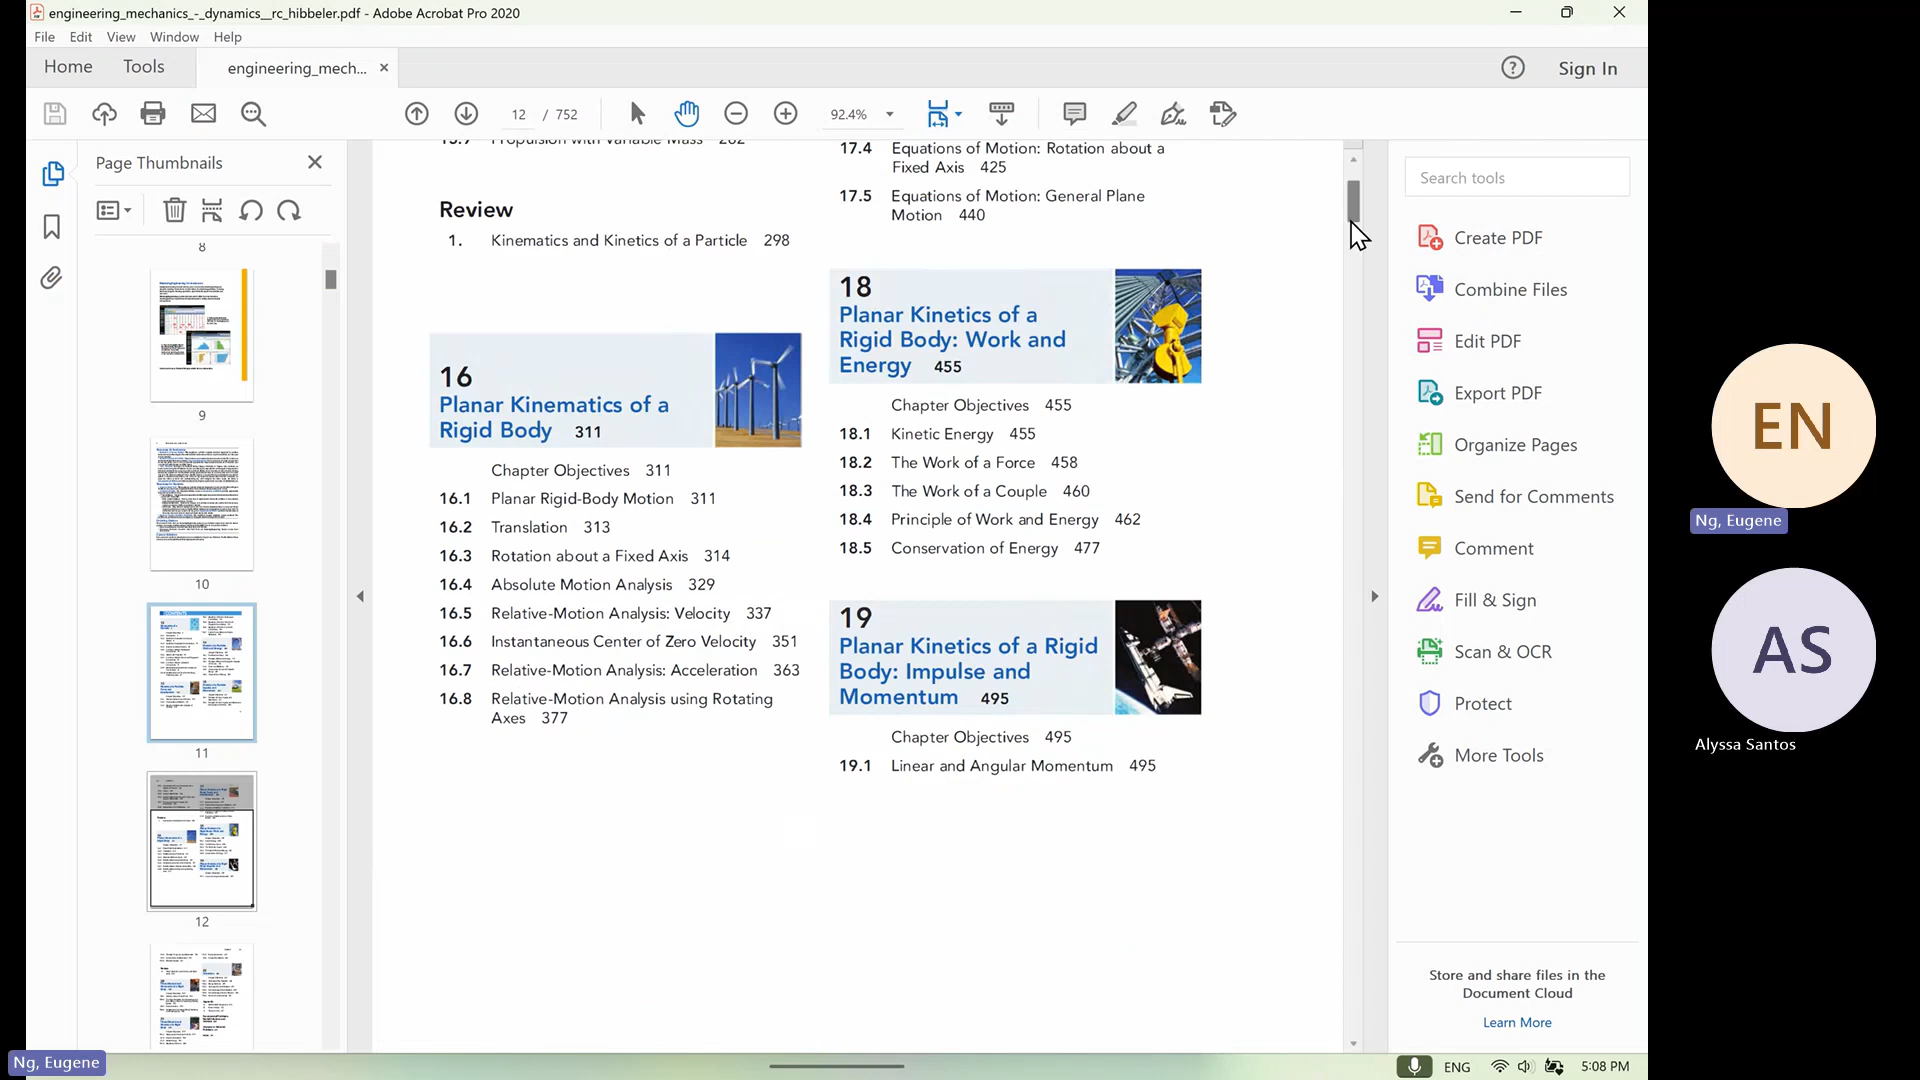 engineering_mechanics_-_dynamics__rc_hibbeler.pdf - Adobe Acrobat Pro 2020
File Edit View Window Help
Home Tools engineering_mech... Sign In
12 / 752 92.4%
Page Thumbnails
8
9
10
11
12
Propulsion with Variable Mass
Review
1. Kinematics and Kinetics of a Particle 298
16
Planar Kinematics of a
Rigid Body 311
Chapter Objectives 311
16.1 Planar Rigid-Body Motion 311
16.2 Translation 313
16.3 Rotation about a Fixed Axis 314
16.4 Absolute Motion Analysis 329
16.5 Relative-Motion Analysis: Velocity 337
16.6 Instantaneous Center of Zero Velocity 351
16.7 Relative-Motion Analysis: Acceleration 363
16.8 Relative-Motion Analysis using Rotating
Axes 377
17.4 Equations of Motion: Rotation about a
Fixed Axis 425
17.5 Equations of Motion: General Plane
Motion 440
18
Planar Kinetics of a
Rigid Body: Work and
Energy 455
Chapter Objectives 455
18.1 Kinetic Energy 455
18.2 The Work of a Force 458
18.3 The Work of a Couple 460
18.4 Principle of Work and Energy 462
18.5 Conservation of Energy 477
19
Planar Kinetics of a Rigid
Body: Impulse and
Momentum 495
Chapter Objectives 495
19.1 Linear and Angular Momentum 495
Search tools
Create PDF
Combine Files
Edit PDF
Export PDF
Organize Pages
Send for Comments
Comment
Fill & Sign
Scan & OCR
Protect
More Tools
Store and share files in the
Document Cloud
Learn More
EN
Ng, Eugene
AS
Alyssa Santos
Ng, Eugene
ENG 5:08 PM